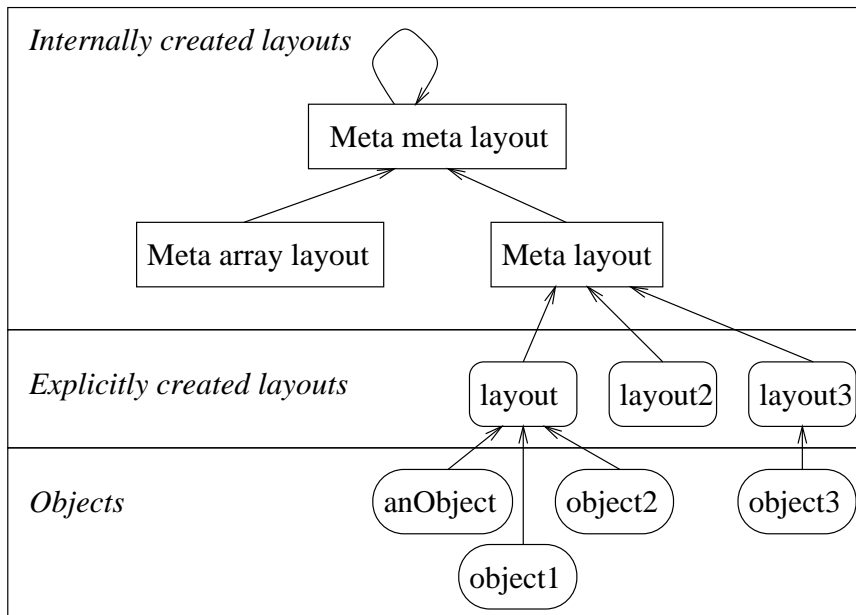 Internally created layouts
Meta meta layout
Meta array layout
Meta layout
Explicitly created layouts
layout
layout2
layout3
Objects
anObject
object2
object3
object1